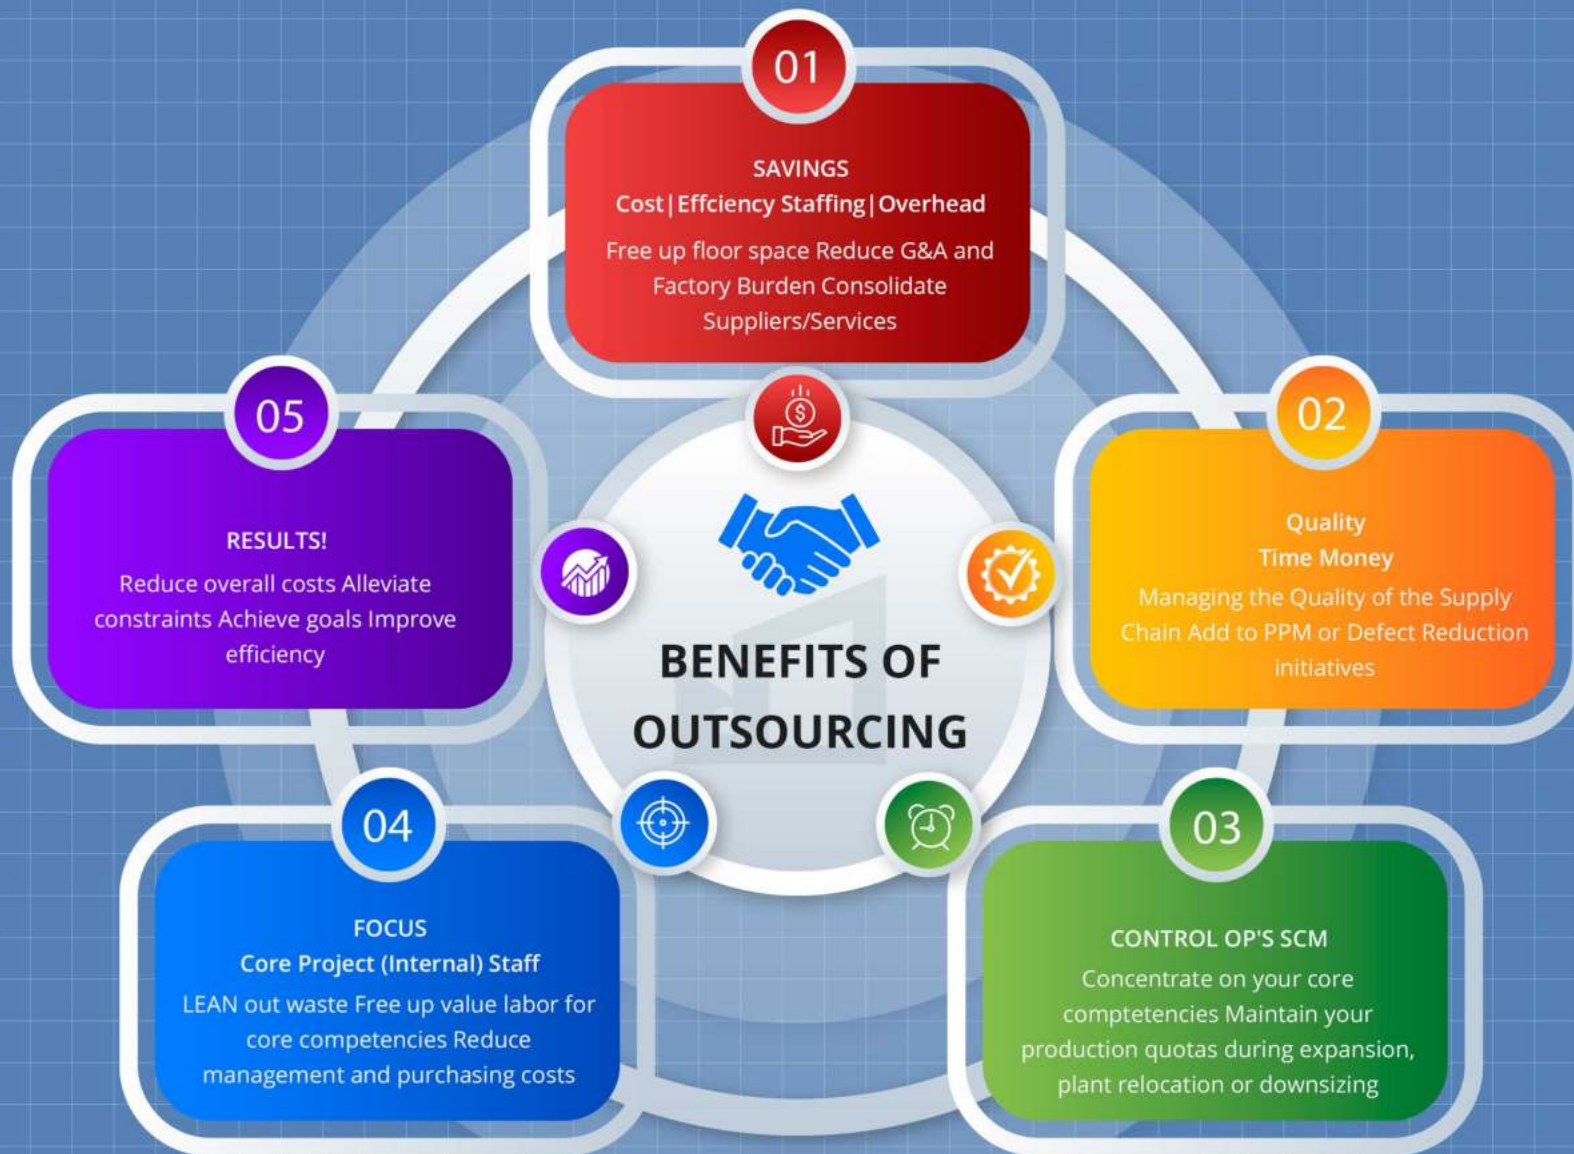 01
SAVINGS
Cost|Effciency Staffing|Overhead
Free up floor space Reduce G&A and
Factory Burden Consolidate
Suppliers/Services
02
Quality
Time Money
Managing the Quality of the Supply
Chain Add to PPM or Defect Reduction
initiatives
03
CONTROL OP'S SCM
Concentrate on your core
comptetencies Maintain your
production quotas during expansion,
plant relocation or downsizing
04
FOCUS
Core Project (Internal) Staff
LEAN out waste Free up value labor for
core competencies Reduce
management and purchasing costs
05
RESULTS!
Reduce overall costs Alleviate
constraints Achieve goals Improve
efficiency
BENEFITS OF
OUTSOURCING